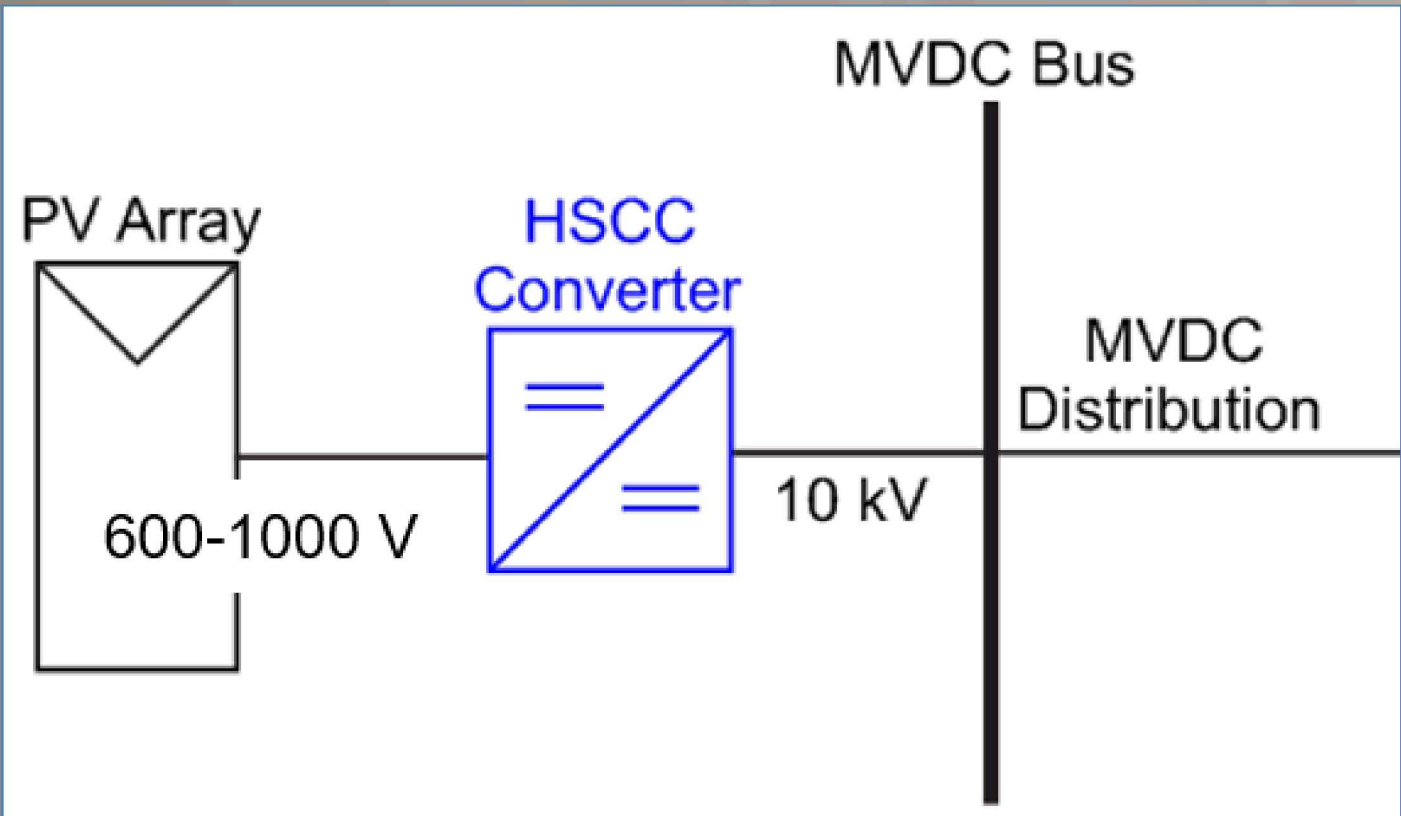 MVDC Bus
PV Array
HSCC
Converter
MVDC
Distribution
10 kV
600-1000 V